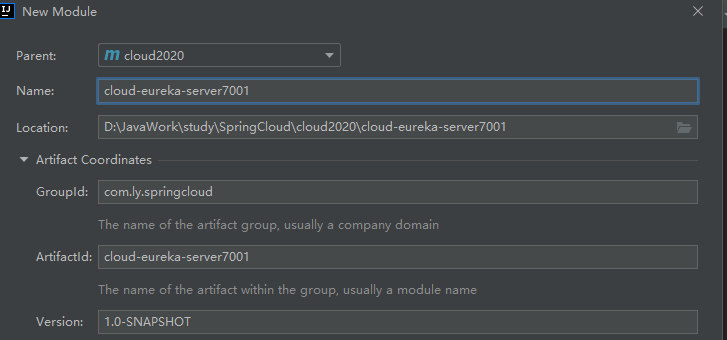 IJ New Module
Parent: m cloud2020
Name: cloud-eureka-server7001
Location: D:\JavaWork\study\SpringCloud\cloud2020\cloud-eureka-server7001
Artifact Coordinates
GroupId: com.ly.springcloud
The name of the artifact group, usually a company domain
ArtifactId: cloud-eureka-server7001
The name of the artifact within the group, usually a module name
Version: 1.0-SNAPSHOT